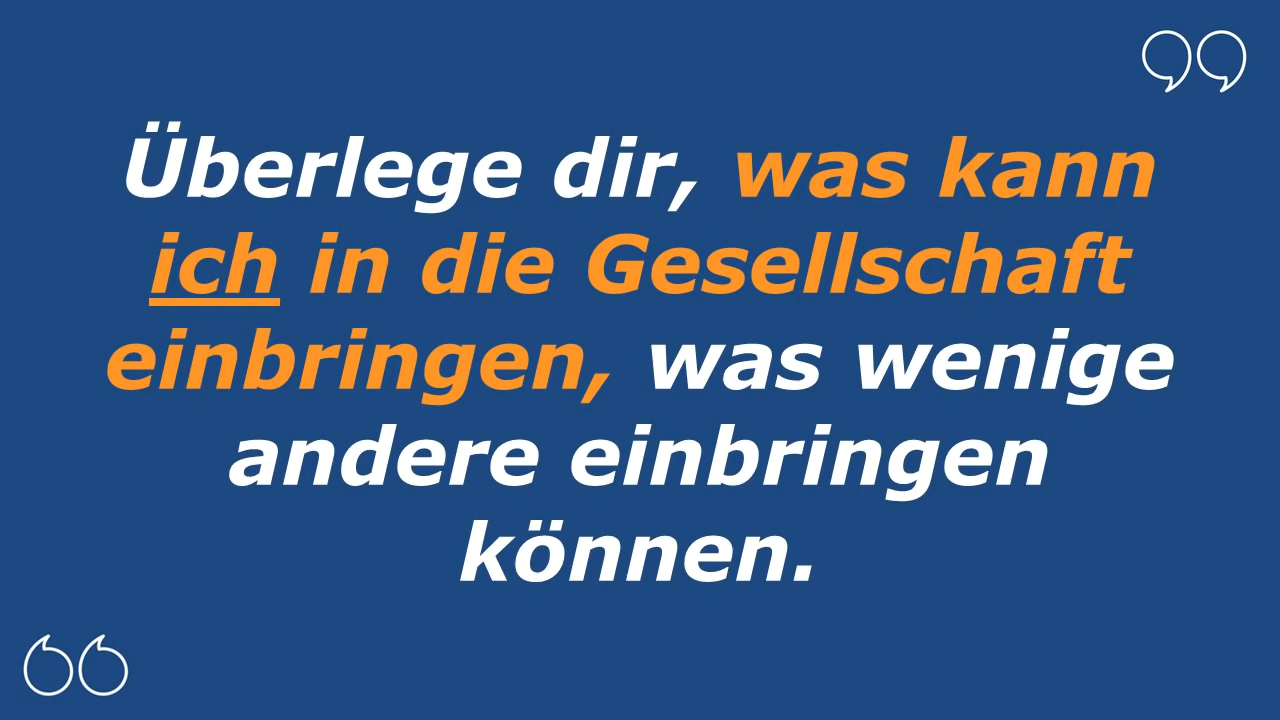 Überlege dir, was kann
ich in die Gesellschaft
einbringen, was wenige
andere einbringen
können.